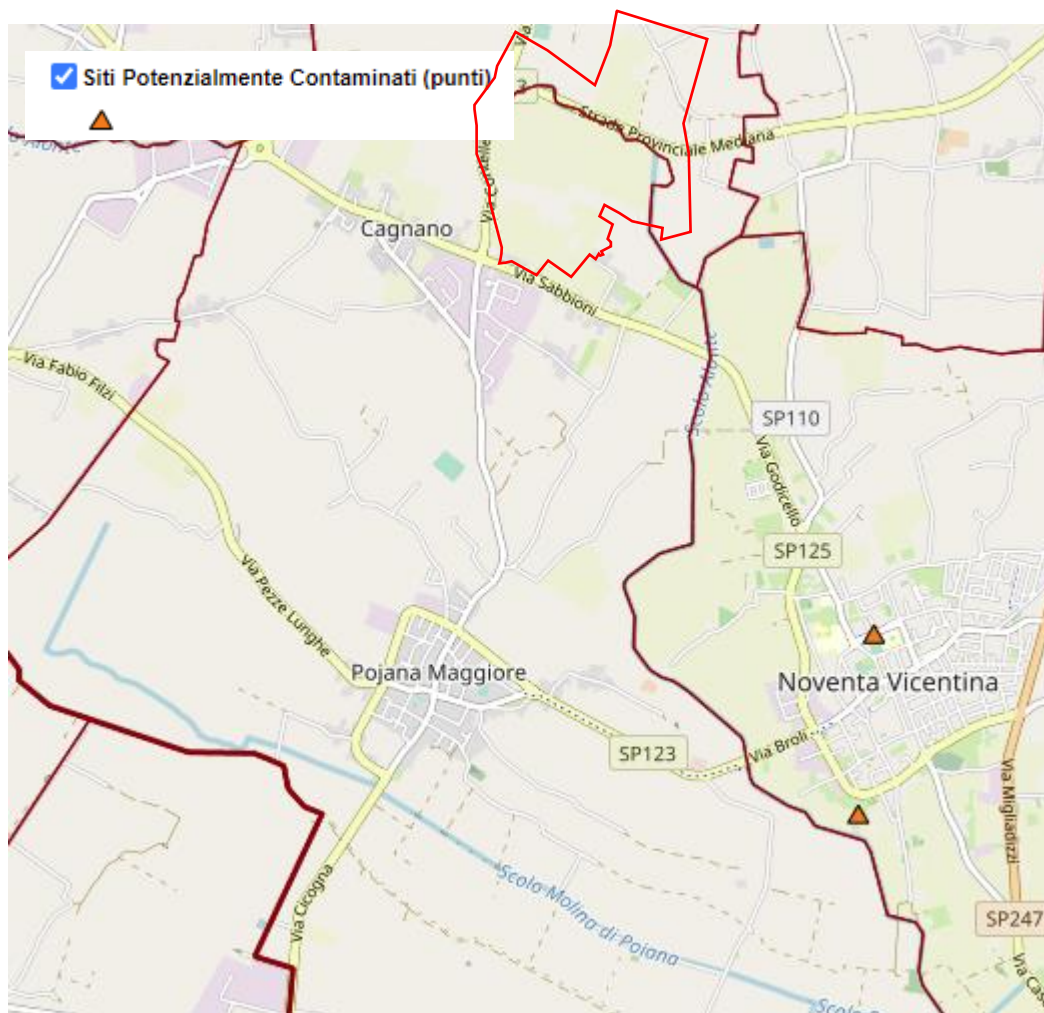 Siti Potenzialmente Contaminati (punti)
Strada Provinciale Mediana
Cagnano
Via Sabbioni
Via Fabio Filzi
SP110
Via Godicello
SP125
Via Pezze Lunghe
Pojana Maggiore
Noventa Vicentina
SP123
Via Broli
Via Migliadizzi
Via Cicogna
Scolo Molina di Poiana
SP247